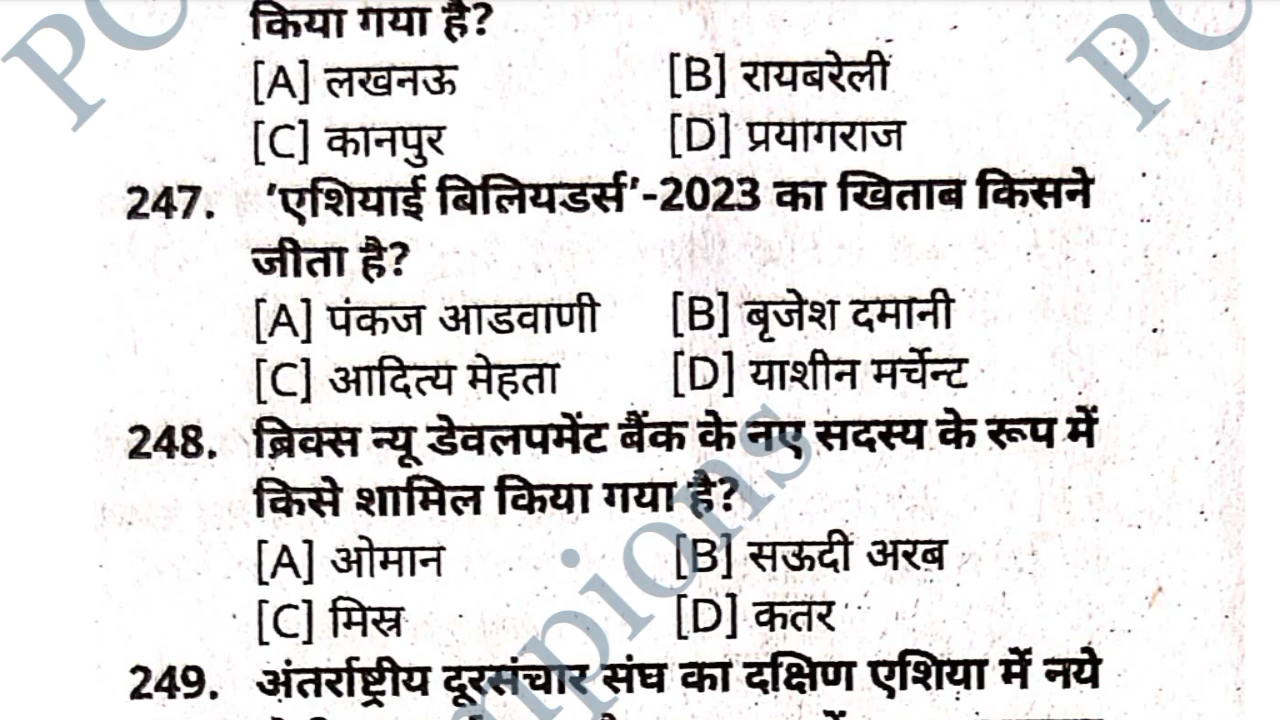 किया गया है?
[A] लखनऊ [B] रायबरेली
[C] कानपुर [D] प्रयागराज
247. 'एशियाई बिलियडर्स'-2023 का खिताब किसने
जीता है?
[A] पंकज आडवाणी [B] बृजेश दमानी
[C] आदित्य मेहता [D] याशीन मर्चेन्ट
248. ब्रिक्स न्यू डेवलपमेंट बैंक के नए सदस्य के रूप में
किसे शामिल किया गया है?
[A] ओमान [B] सऊदी अरब
[C] मिस्र [D] कतर
249. अंतर्राष्ट्रीय दूरसंचार संघ का दक्षिण एशिया में नये